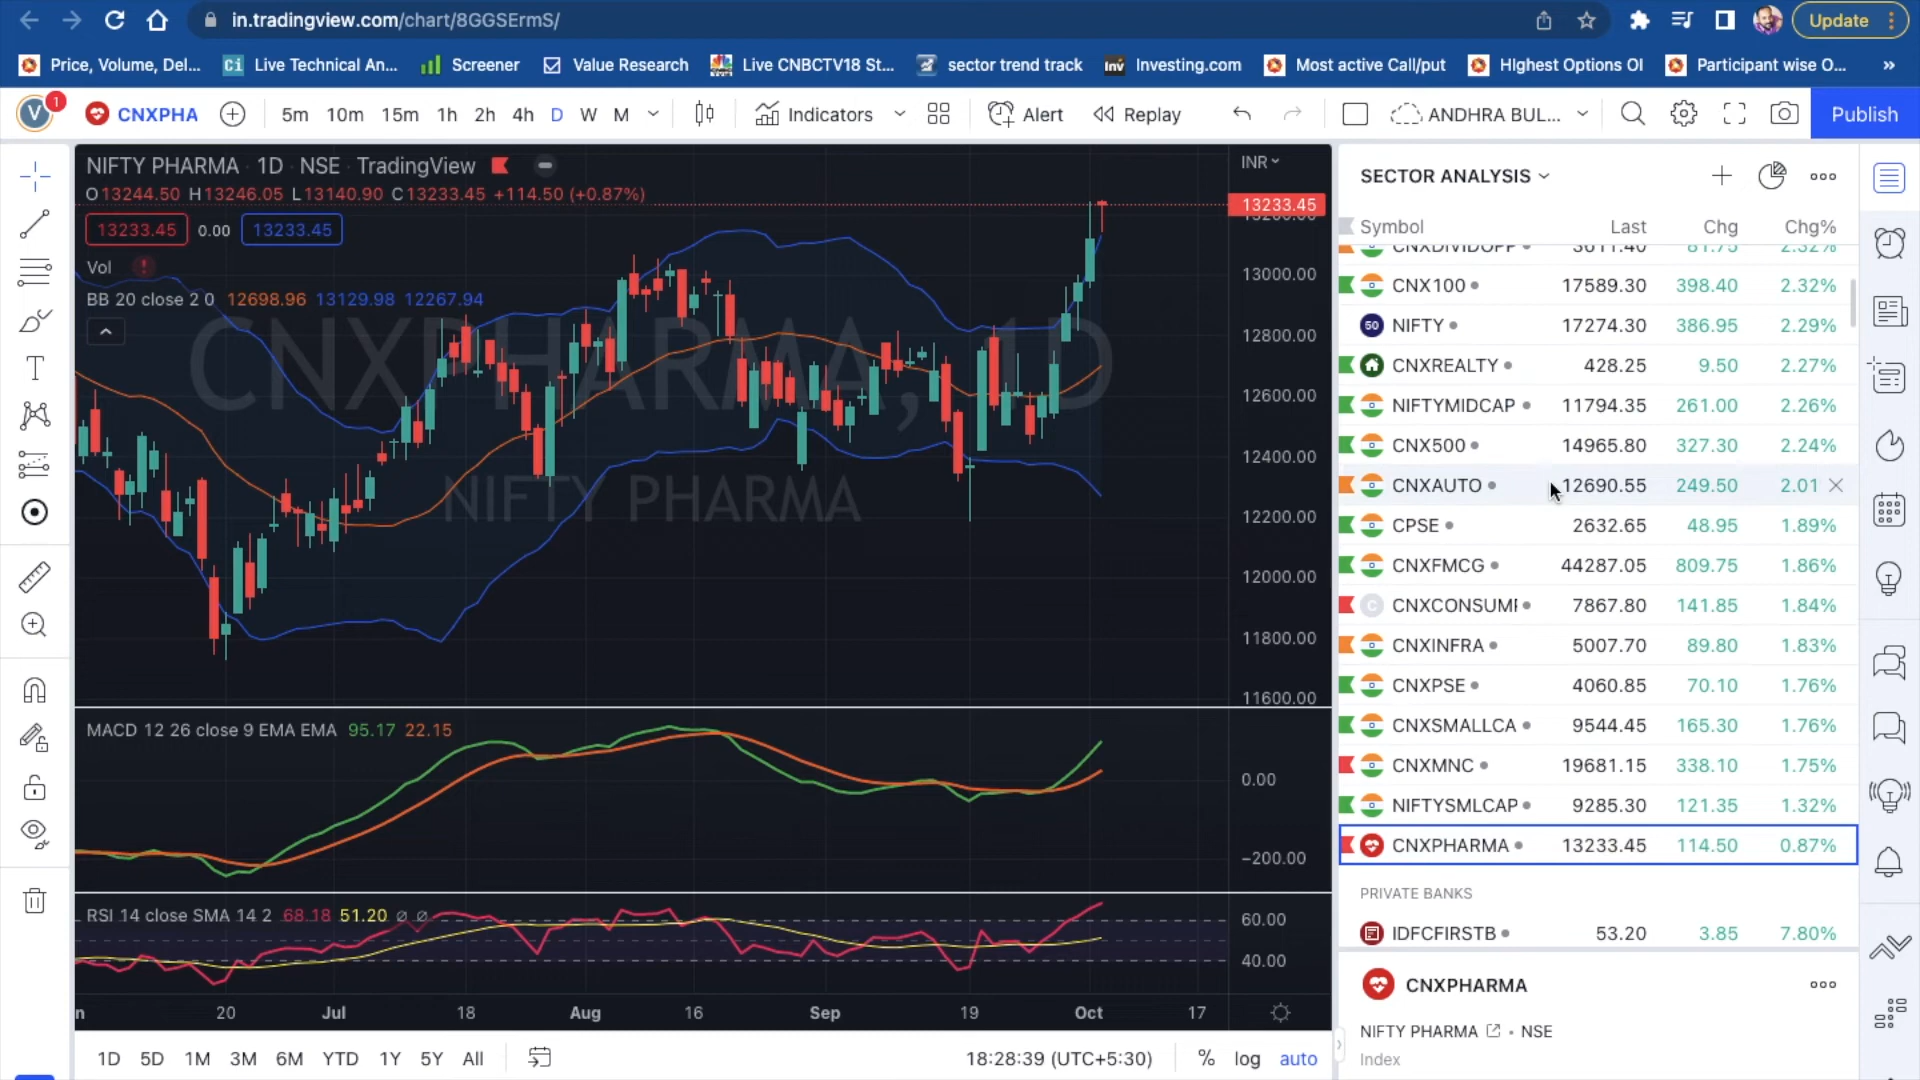 in.tradingview.com/chart/8GGSErmS/
Update
Price, Volume, Del...
Ci Live Technical An...
Screener
Value Research
Live CNBCTV18 St...
sector trend track
Inv Investing.com
Most active Call/put
HIghest Options OI
Participant wise O...
»
V 1
CNXPHA
5m 10m 15m 1h 2h 4h D W M
Indicators
Alert
Replay
ANDHRA BUL...
Publish
NIFTY PHARMA · 1D · NSE · TradingView
O13244.50 H13246.05 L13140.90 C13233.45 +114.50 (+0.87%)
13233.45 0.00 13233.45
Vol !
BB 20 close 2 0 12698.96 13129.98 12267.94
CNXPHARMA, 1D
NIFTY PHARMA
INR
13233.45
13000.00
12800.00
12600.00
12400.00
12200.00
12000.00
11800.00
11600.00
MACD 12 26 close 9 EMA EMA 95.17 22.15
0.00
−200.00
RSI 14 close SMA 14 2 68.18 51.20 ∅ ∅
60.00
40.00
20 Jul 18 Aug 16 Sep 19 Oct 17
1D 5D 1M 3M 6M YTD 1Y 5Y All
18:28:39 (UTC+5:30) % log auto
SECTOR ANALYSIS
Symbol Last Chg Chg%
CNXDIVIDOPP 3611.40 81.75 2.32%
CNX100 17589.30 398.40 2.32%
50 NIFTY 17274.30 386.95 2.29%
CNXREALTY 428.25 9.50 2.27%
NIFTYMIDCAP 11794.35 261.00 2.26%
CNX500 14965.80 327.30 2.24%
CNXAUTO 12690.55 249.50 2.01
CPSE 2632.65 48.95 1.89%
CNXFMCG 44287.05 809.75 1.86%
C CNXCONSUMP 7867.80 141.85 1.84%
CNXINFRA 5007.70 89.80 1.83%
CNXPSE 4060.85 70.10 1.76%
CNXSMALLCA 9544.45 165.30 1.76%
CNXMNC 19681.15 338.10 1.75%
NIFTYSMLCAP 9285.30 121.35 1.32%
CNXPHARMA 13233.45 114.50 0.87%
PRIVATE BANKS
IDFCFIRSTB 53.20 3.85 7.80%
CNXPHARMA
NIFTY PHARMA • NSE
Index